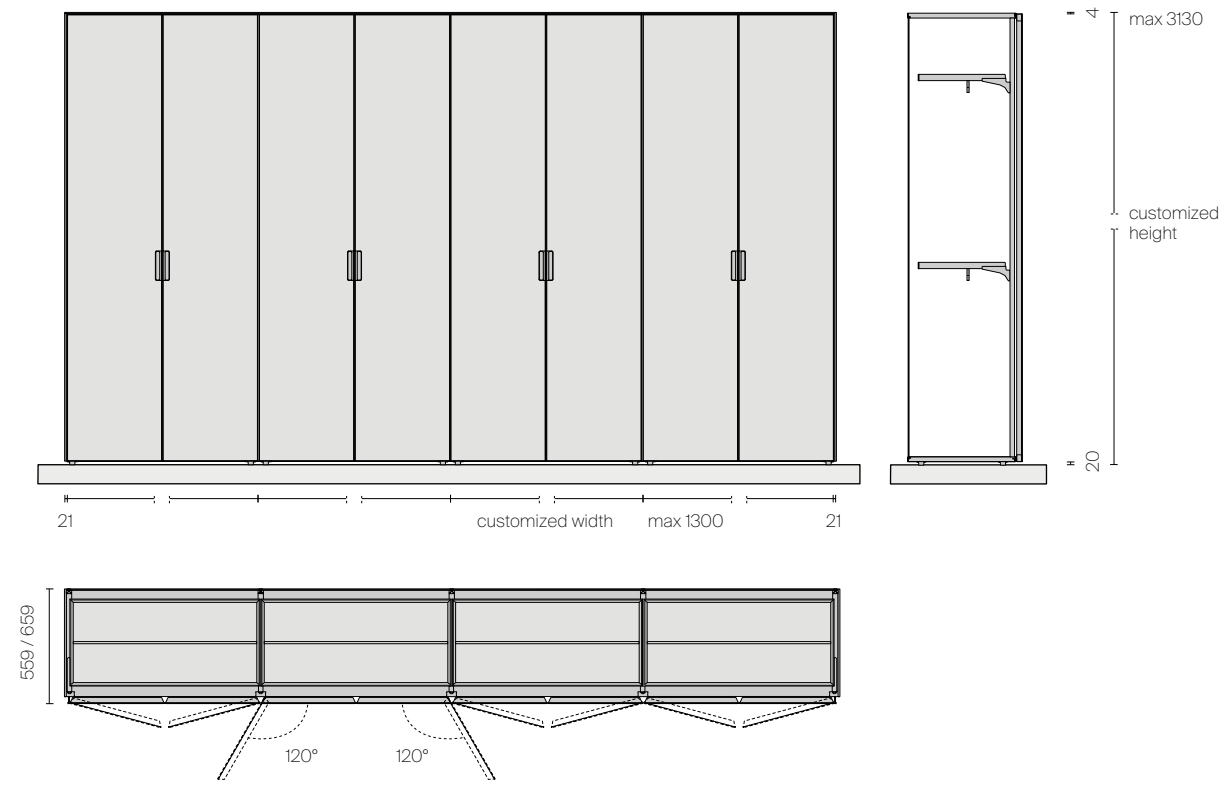 4
max 3130
customized
height
20
21
customized width
max 1300
21
559 / 659
120°
120°